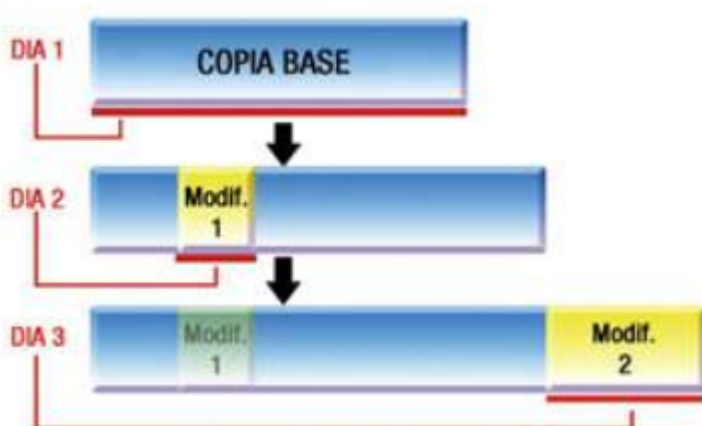 DIA 1
COPIA BASE
DIA 2
Modif.
1
DIA 3
Modif.
1
Modif.
2